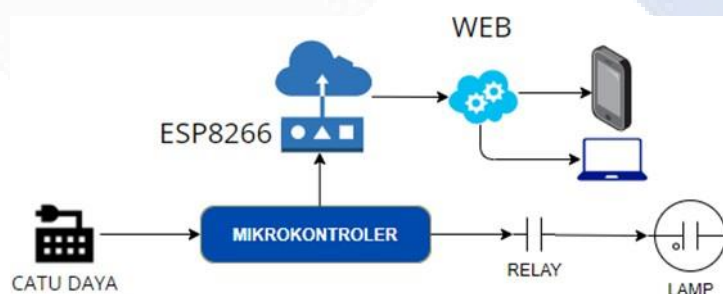 WEB
ESP8266
MIKROKONTROLER
CATU DAYA
RELAY
LAMP